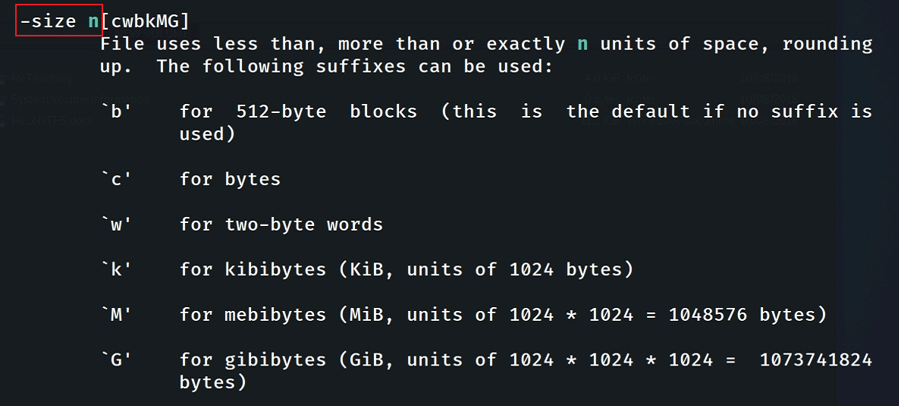 -size n[cwbkMG]
File uses less than, more than or exactly n units of space, rounding
up. The following suffixes can be used:
`b' for 512-byte blocks (this is the default if no suffix is
used)
`c' for bytes
`w' for two-byte words
`k' for kibibytes (KiB, units of 1024 bytes)
`M' for mebibytes (MiB, units of 1024 * 1024 = 1048576 bytes)
`G' for gibibytes (GiB, units of 1024 * 1024 * 1024 = 1073741824
bytes)